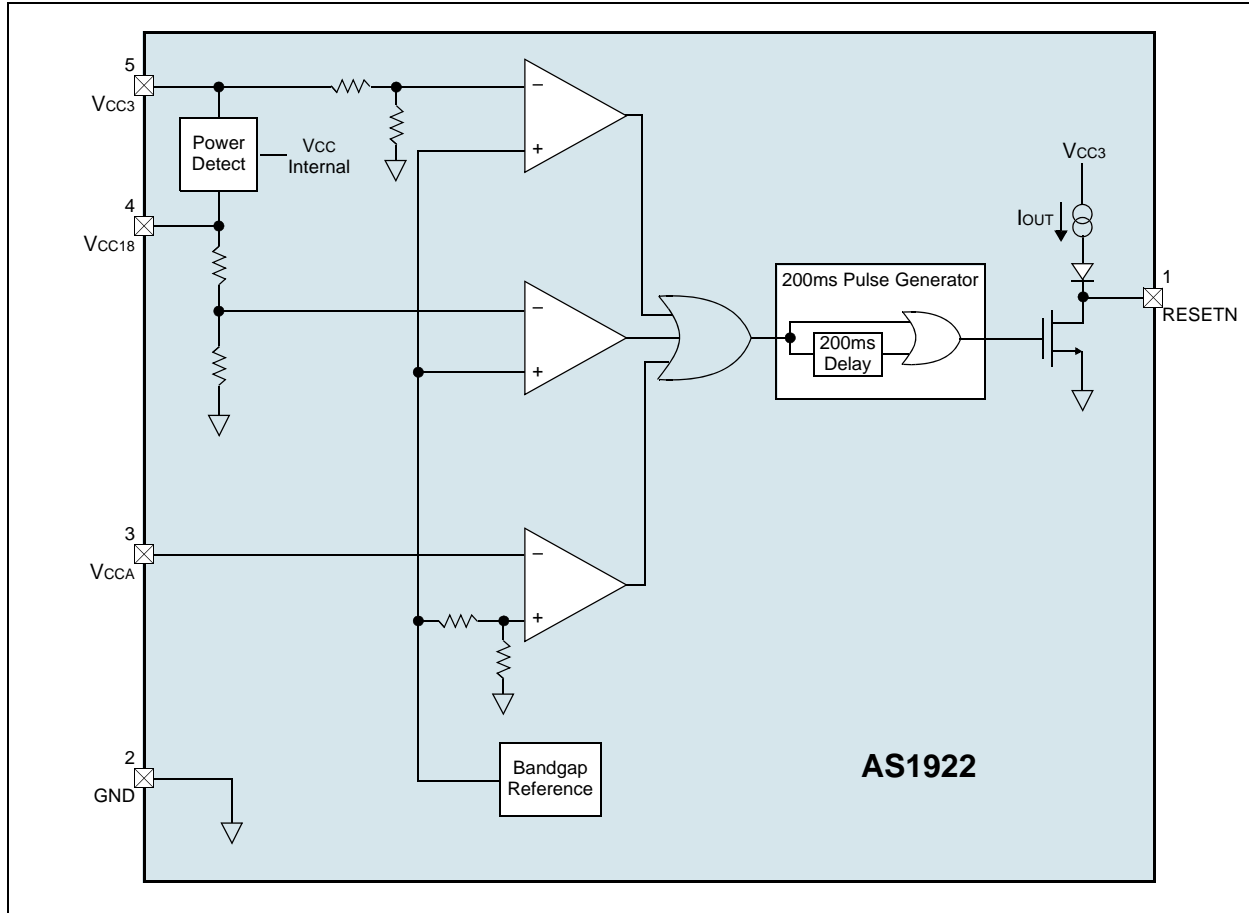 5
VCC3
Power
Detect
VCC
Internal
4
VCC18
−
+
−
+
3
VCCA
−
+
2
GND
Bandgap
Reference
200ms Pulse Generator
200ms
Delay
VCC3
IOUT
1
RESETN
AS1922